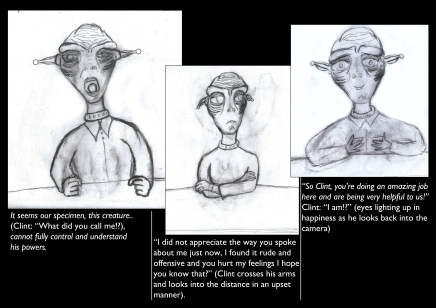 It seems our specimen, this creature..
(Clint: "What did you call me!?),
cannot fully control and understand
his powers.
"I did not appreciate the way you spoke
about me just now, I found it rude and
offensive and you hurt my feelings I hope
you know that?" (Clint crosses his arms
and looks into the distance in an upset
manner).
"So Clint, you're doing an amazing job
here and are being very helpful to us!"
Clint: "I am!?" (eyes lighting up in
happiness as he looks back into the
camera)